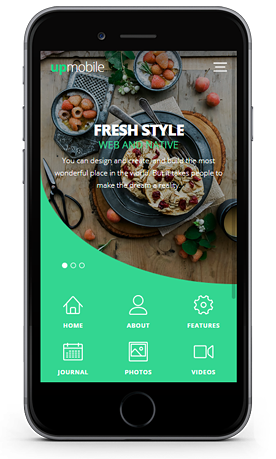 upmobile
FRESH STYLE
WEB AND NATIVE
You can design and create, and build the most
wonderful place in the world. But it takes people to
make the dream a reality.
HOME ABOUT FEATURES
JOURNAL PHOTOS VIDEOS